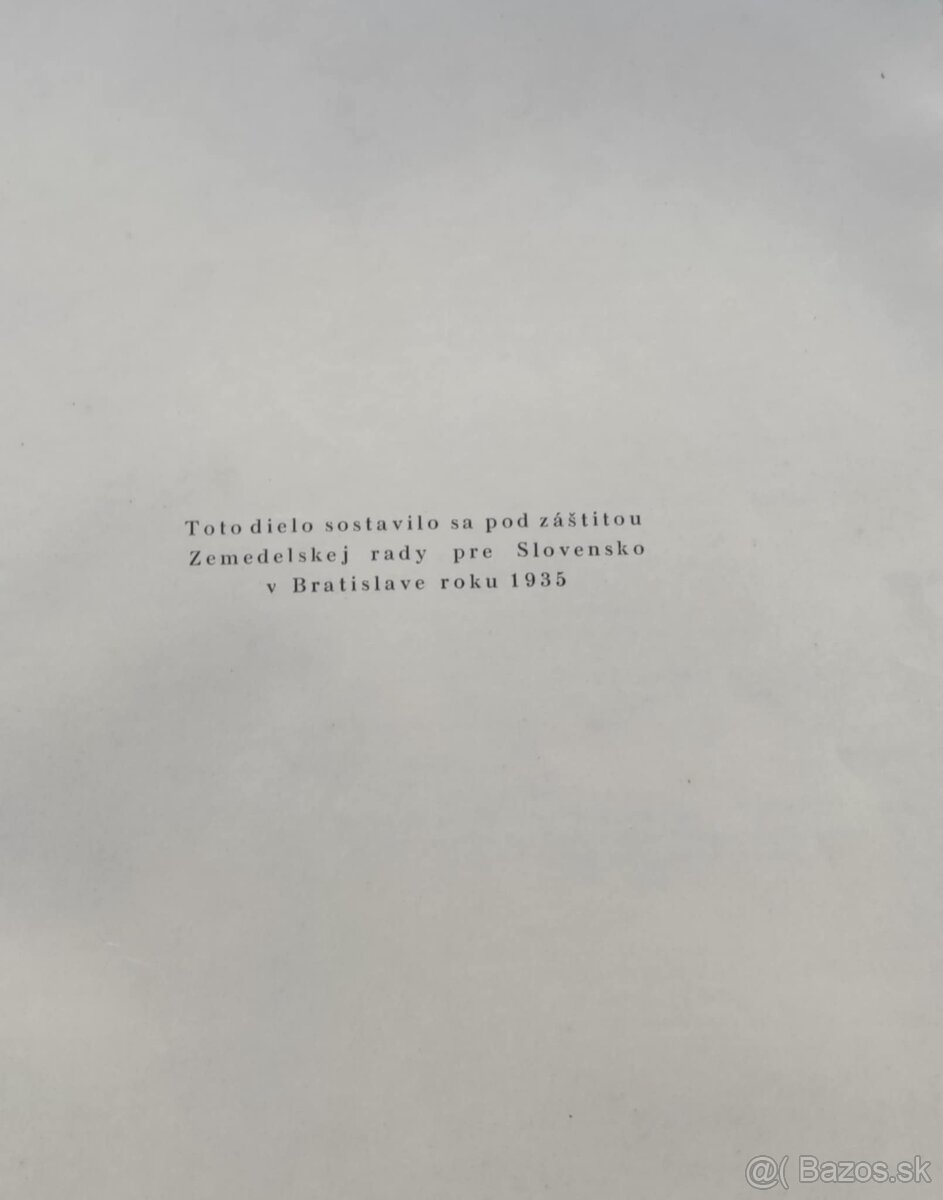 Toto dielo sostavilo sa pod záštitou
Zemedelskej rady pre Slovensko
v Bratislave roku 1935
@( Bazos.sk